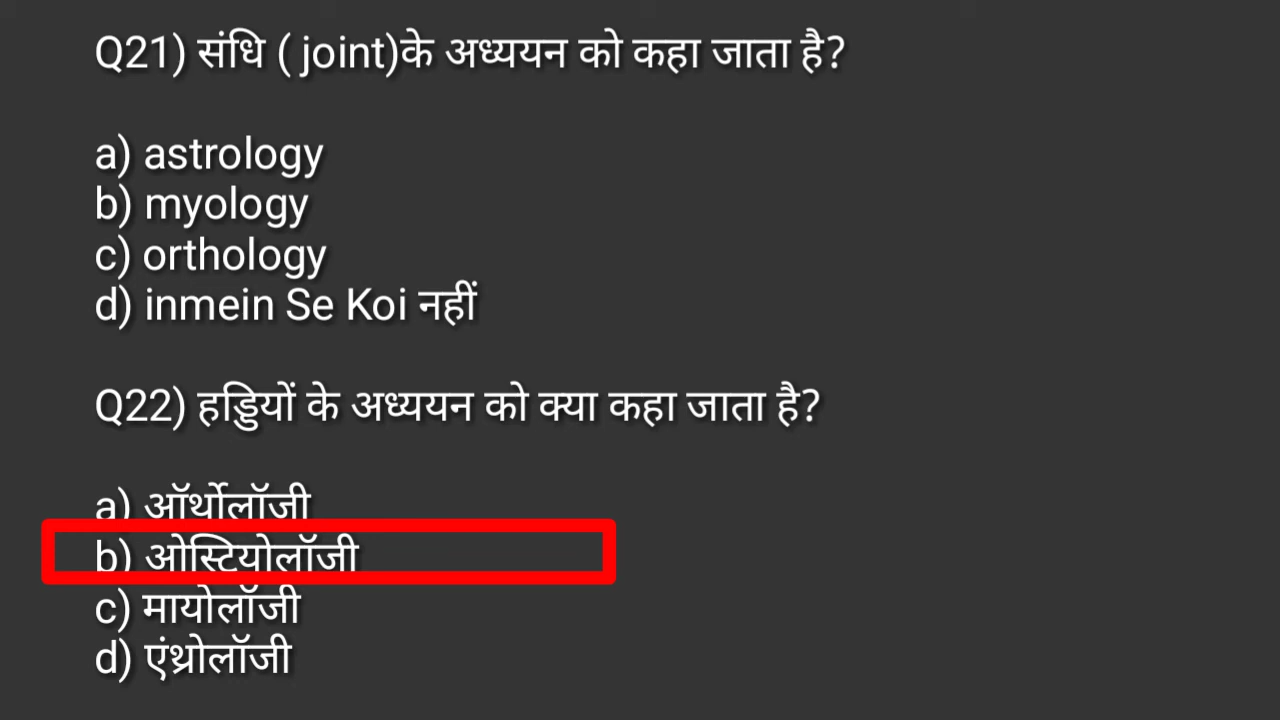 Q21) संधि ( joint)के अध्ययन को कहा जाता है?
a) astrology
b) myology
c) orthology
d) inmein Se Koi नहीं
Q22) हड्डियों के अध्ययन को क्या कहा जाता है?
a) ऑर्थोलॉजी
b) ओस्टियोलॉजी
c) मायोलॉजी
d) एंथ्रोलॉजी